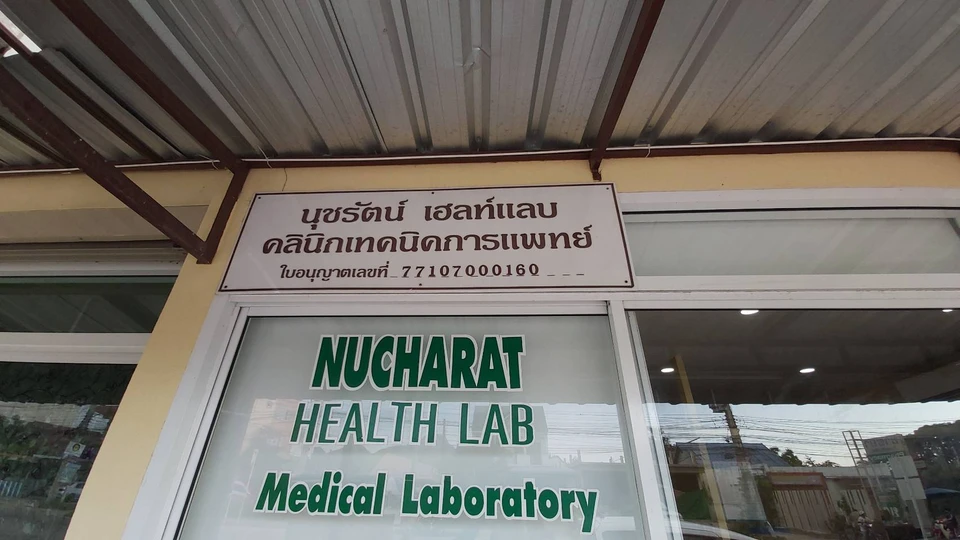 นุชรัตน์ เฮลท์แลบ
คลินิกเทคนิคการแพทย์
ใบอนุญาตเลขที่ 77107000160
NUCHARAT
HEALTH LAB
Medical Laboratory